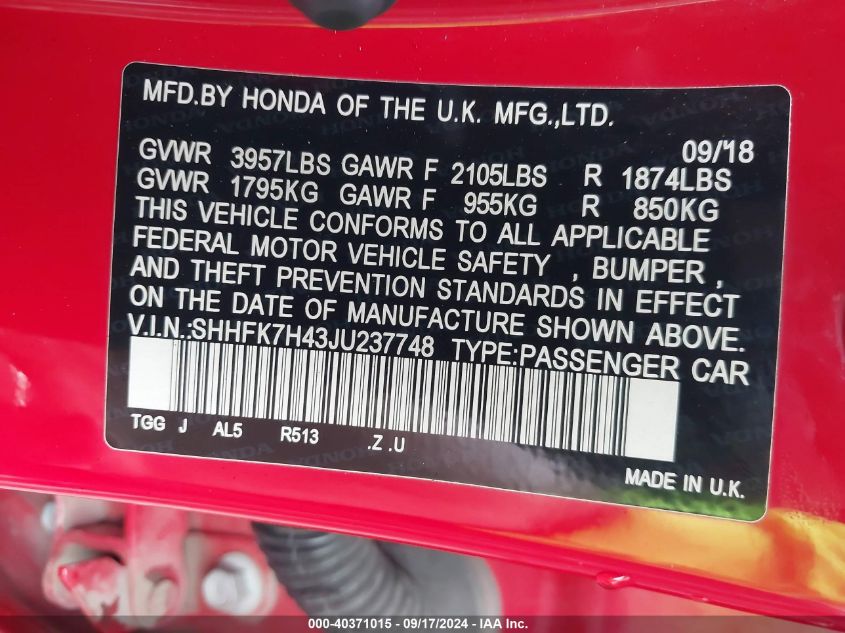 MFD.BY HONDA OF THE U.K. MFG.,LTD.
09/18
GVWR 3957LBS GAWR F 2105LBS R 1874LBS
GVWR 1795KG GAWR F 955KG R 850KG
THIS VEHICLE CONFORMS TO ALL APPLICABLE
FEDERAL MOTOR VEHICLE SAFETY , BUMPER ,
AND THEFT PREVENTION STANDARDS IN EFFECT
ON THE DATE OF MANUFACTURE SHOWN ABOVE.
V.I.N.:SHHFK7H43JU237748 TYPE:PASSENGER CAR
TGG J AL5 R513 .Z .U
MADE IN U.K.
000-40371015 - 09/17/2024 - IAA Inc.